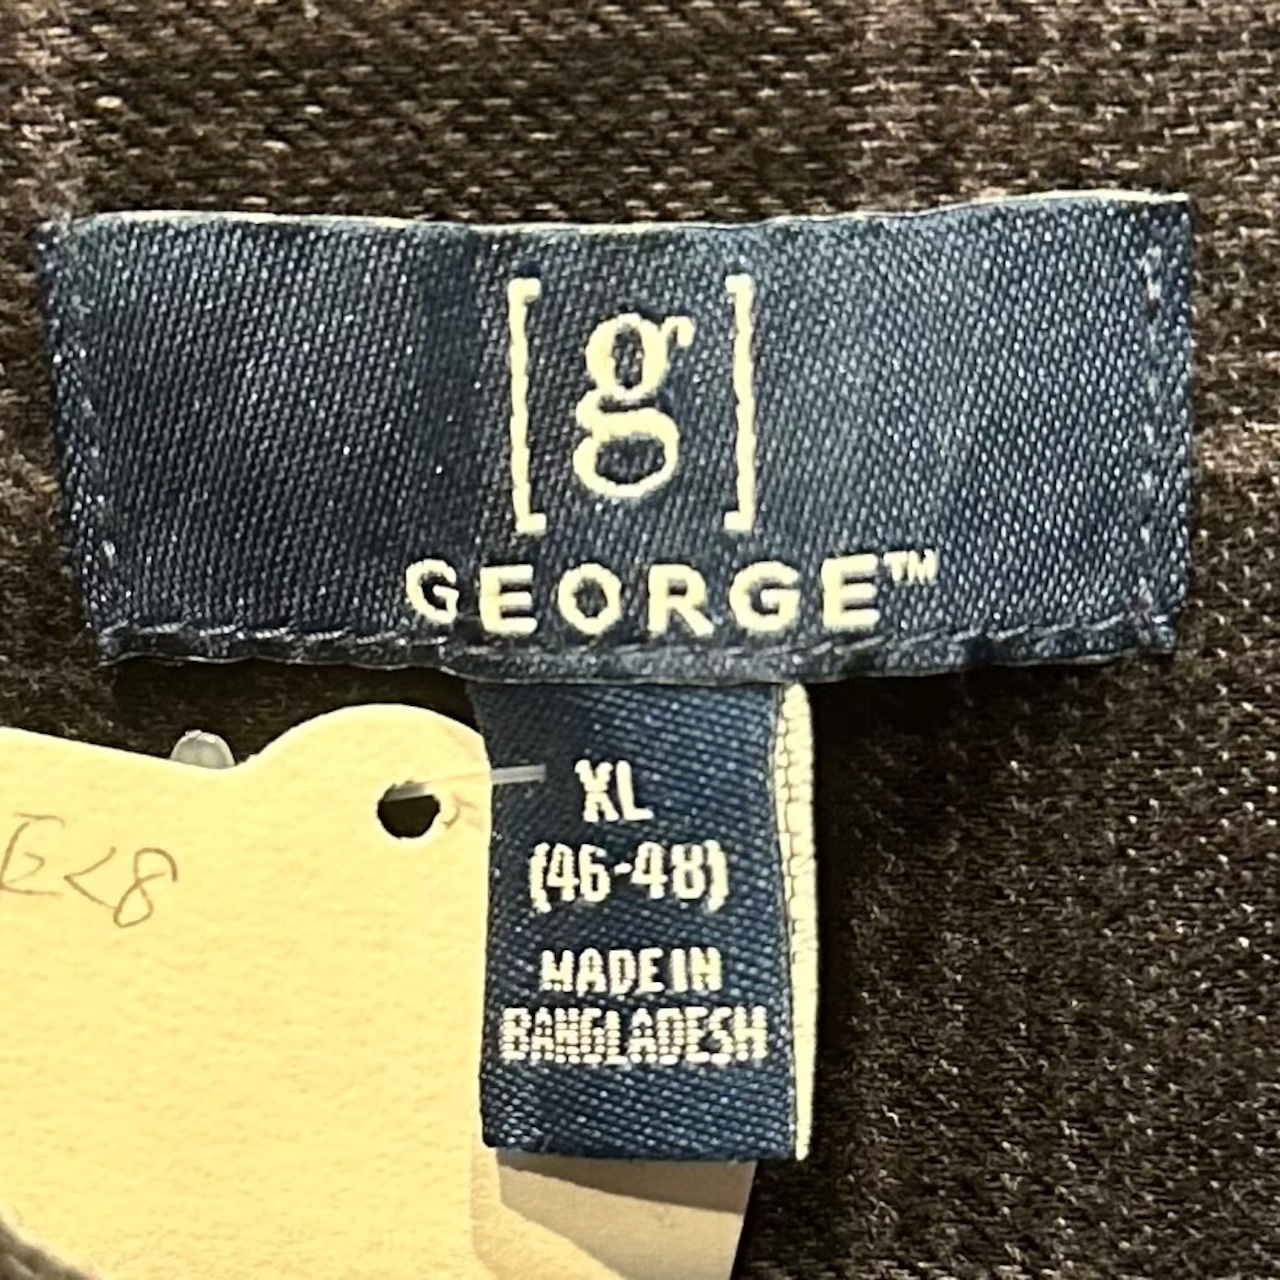 [g]
GEORGE™
XL
(46-48)
MADE IN
BANGLADESH